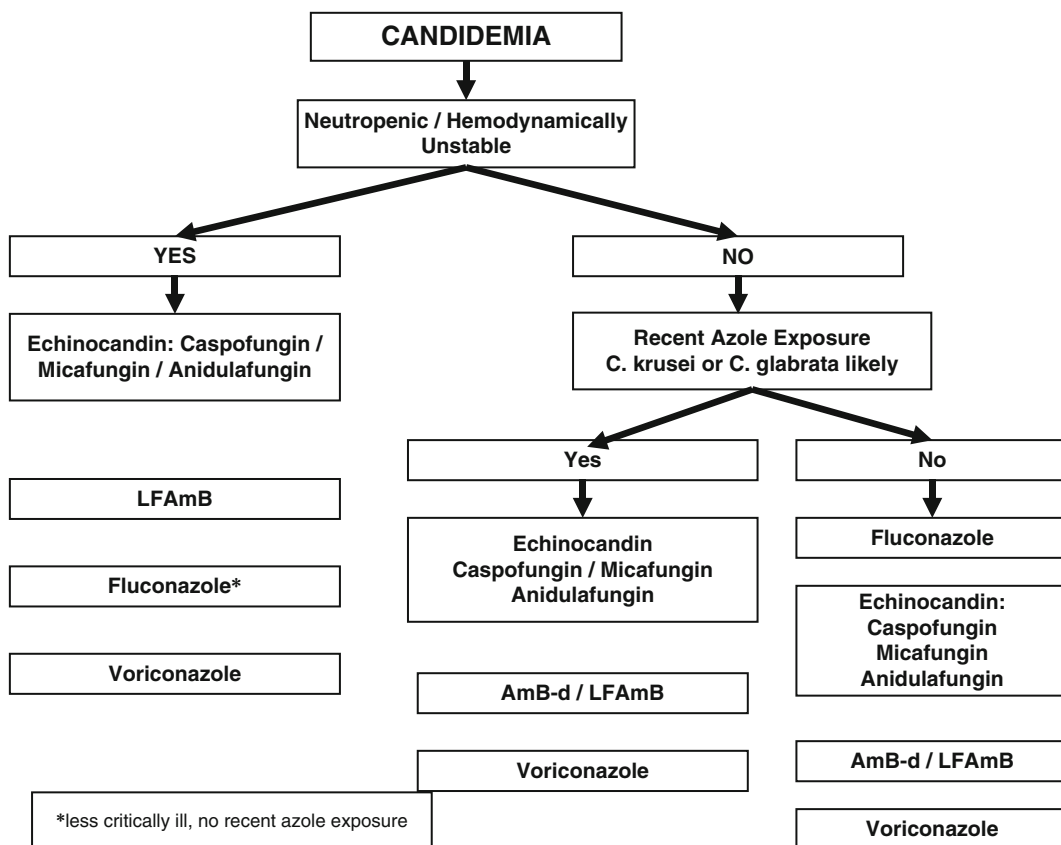 CANDIDEMIA
Neutropenic / Hemodynamically
Unstable
YES
NO
Echinocandin: Caspofungin /
Micafungin / Anidulafungin
Recent Azole Exposure
C. krusei or C. glabrata likely
LFAmB
Fluconazole*
Voriconazole
Yes
No
Echinocandin
Caspofungin / Micafungin
Anidulafungin
AmB-d / LFAmB
Voriconazole
Fluconazole
Echinocandin:
Caspofungin
Micafungin
Anidulafungin
AmB-d / LFAmB
Voriconazole
*less critically ill, no recent azole exposure